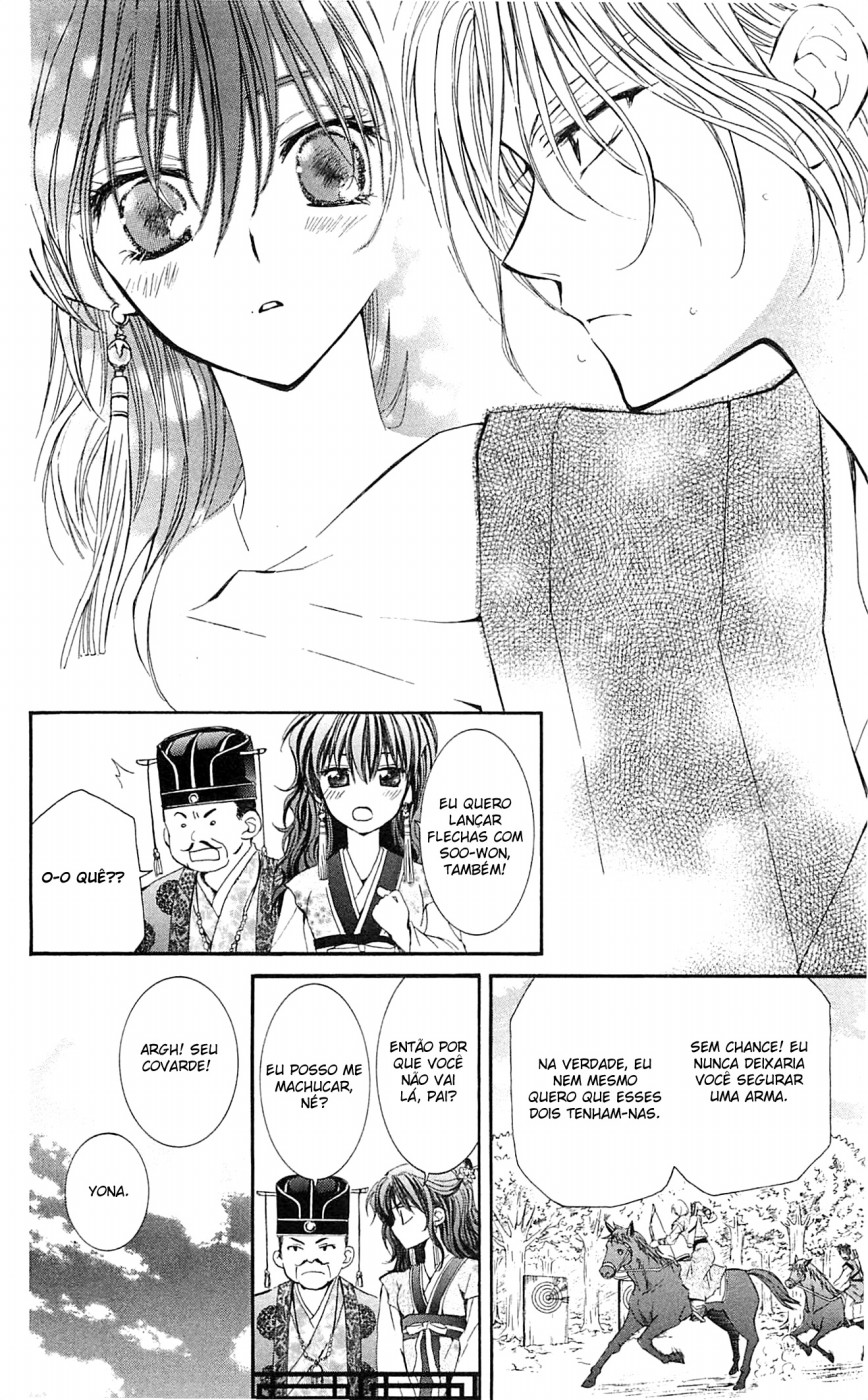 EU QUERO
LANÇAR
FLECHAS COM
SOO-WON,
TAMBÉM!
O-O QUÊ??
SEM CHANCE! EU
NUNCA DEIXARIA
VOCÊ SEGURAR
UMA ARMA.
NA VERDADE, EU
NEM MESMO
QUERO QUE ESSES
DOIS TENHAM-NAS.
ENTÃO POR
QUE VOCÊ
NÃO VAI
LÁ, PAI?
EU POSSO ME
MACHUCAR,
NÉ?
ARGH! SEU
COVARDE!
YONA.